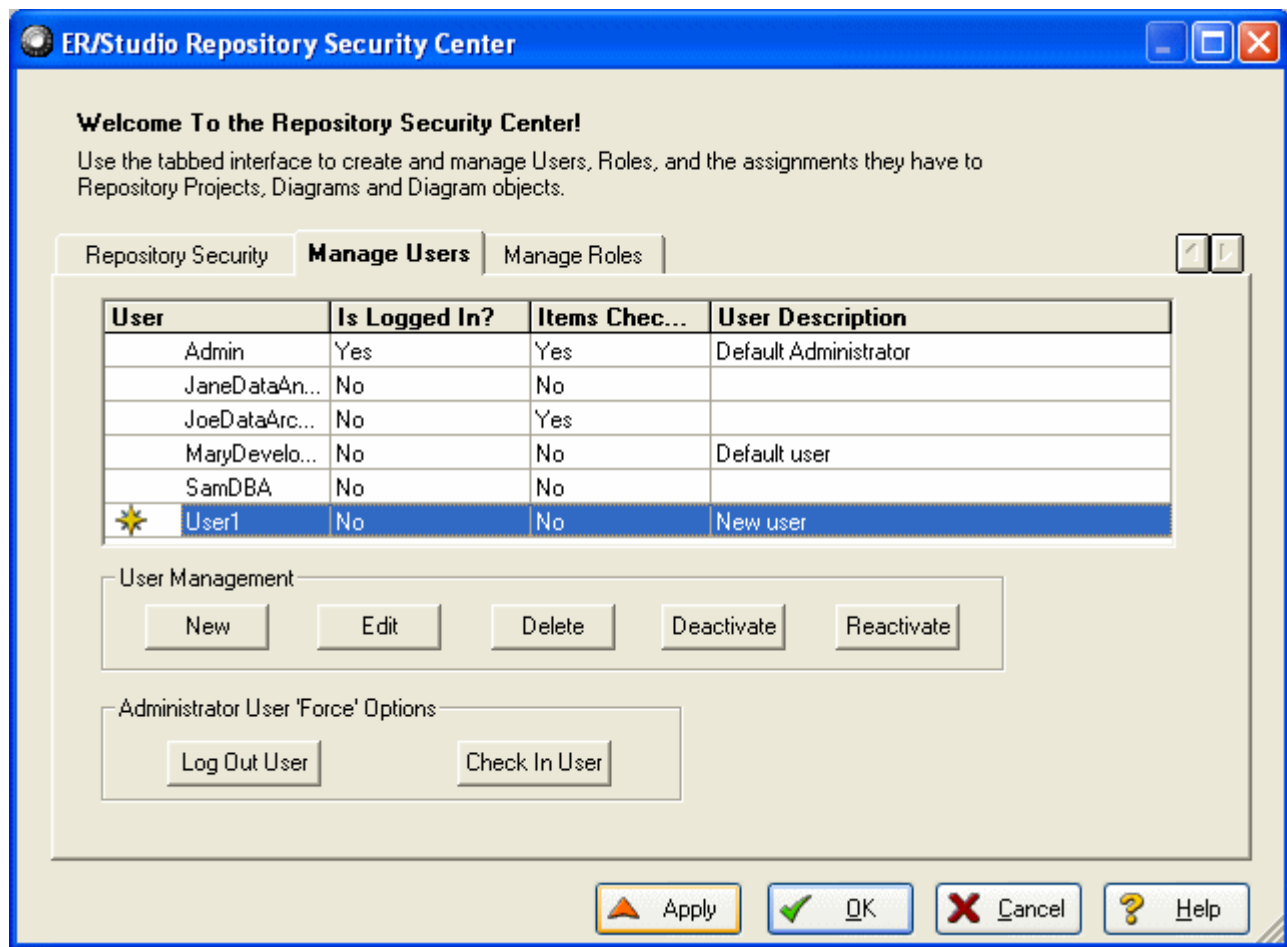 ER/Studio Repository Security Center
Welcome To the Repository Security Center!
Use the tabbed interface to create and manage Users, Roles, and the assignments they have to
Repository Projects, Diagrams and Diagram objects.
Repository Security Manage Users Manage Roles
User Is Logged In? Items Chec... User Description
Admin Yes Yes Default Administrator
JaneDataAn... No No
JoeDataArc... No Yes
MaryDevelo... No No Default user
SamDBA No No
User1 No No New user
User Management
New Edit Delete Deactivate Reactivate
Administrator User 'Force' Options
Log Out User Check In User
Apply OK Cancel Help